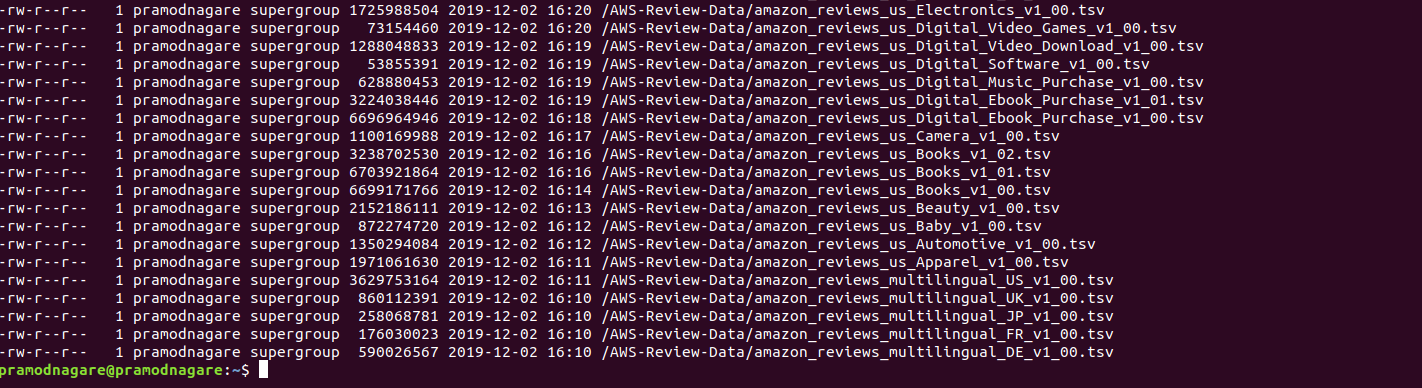 -rw-r--r--   1 pramodnagare supergroup 1725988504 2019-12-02 16:20 /AWS-Review-Data/amazon_reviews_us_Electronics_v1_00.tsv
-rw-r--r--   1 pramodnagare supergroup   73154460 2019-12-02 16:20 /AWS-Review-Data/amazon_reviews_us_Digital_Video_Games_v1_00.tsv
-rw-r--r--   1 pramodnagare supergroup 1288048833 2019-12-02 16:19 /AWS-Review-Data/amazon_reviews_us_Digital_Video_Download_v1_00.tsv
-rw-r--r--   1 pramodnagare supergroup   53855391 2019-12-02 16:19 /AWS-Review-Data/amazon_reviews_us_Digital_Software_v1_00.tsv
-rw-r--r--   1 pramodnagare supergroup  628880453 2019-12-02 16:19 /AWS-Review-Data/amazon_reviews_us_Digital_Music_Purchase_v1_00.tsv
-rw-r--r--   1 pramodnagare supergroup 3224038446 2019-12-02 16:19 /AWS-Review-Data/amazon_reviews_us_Digital_Ebook_Purchase_v1_01.tsv
-rw-r--r--   1 pramodnagare supergroup 6696964946 2019-12-02 16:18 /AWS-Review-Data/amazon_reviews_us_Digital_Ebook_Purchase_v1_00.tsv
-rw-r--r--   1 pramodnagare supergroup 1100169988 2019-12-02 16:17 /AWS-Review-Data/amazon_reviews_us_Camera_v1_00.tsv
-rw-r--r--   1 pramodnagare supergroup 3238702530 2019-12-02 16:16 /AWS-Review-Data/amazon_reviews_us_Books_v1_02.tsv
-rw-r--r--   1 pramodnagare supergroup 6703921864 2019-12-02 16:16 /AWS-Review-Data/amazon_reviews_us_Books_v1_01.tsv
-rw-r--r--   1 pramodnagare supergroup 6699171766 2019-12-02 16:14 /AWS-Review-Data/amazon_reviews_us_Books_v1_00.tsv
-rw-r--r--   1 pramodnagare supergroup 2152186111 2019-12-02 16:13 /AWS-Review-Data/amazon_reviews_us_Beauty_v1_00.tsv
-rw-r--r--   1 pramodnagare supergroup  872274720 2019-12-02 16:12 /AWS-Review-Data/amazon_reviews_us_Baby_v1_00.tsv
-rw-r--r--   1 pramodnagare supergroup 1350294084 2019-12-02 16:12 /AWS-Review-Data/amazon_reviews_us_Automotive_v1_00.tsv
-rw-r--r--   1 pramodnagare supergroup 1971061630 2019-12-02 16:11 /AWS-Review-Data/amazon_reviews_us_Apparel_v1_00.tsv
-rw-r--r--   1 pramodnagare supergroup 3629753164 2019-12-02 16:11 /AWS-Review-Data/amazon_reviews_multilingual_US_v1_00.tsv
-rw-r--r--   1 pramodnagare supergroup  860112391 2019-12-02 16:10 /AWS-Review-Data/amazon_reviews_multilingual_UK_v1_00.tsv
-rw-r--r--   1 pramodnagare supergroup  258068781 2019-12-02 16:10 /AWS-Review-Data/amazon_reviews_multilingual_JP_v1_00.tsv
-rw-r--r--   1 pramodnagare supergroup  176030023 2019-12-02 16:10 /AWS-Review-Data/amazon_reviews_multilingual_FR_v1_00.tsv
-rw-r--r--   1 pramodnagare supergroup  590026567 2019-12-02 16:10 /AWS-Review-Data/amazon_reviews_multilingual_DE_v1_00.tsv
pramodnagare@pramodnagare:~$